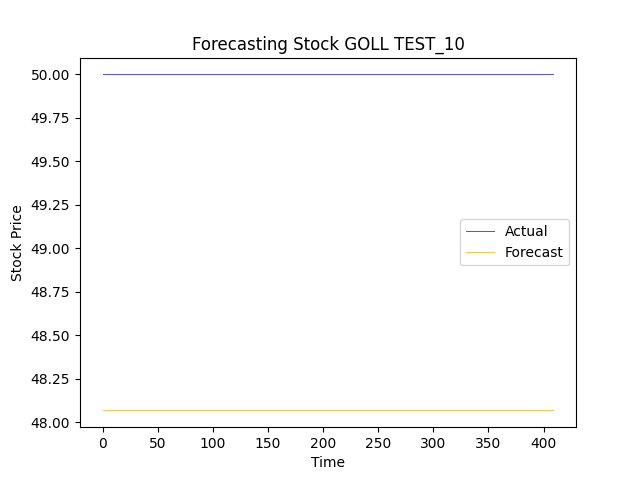 Forecasting Stock GOLL TEST_10
50.00
49.75
49.50
49.25
49.00
48.75
48.50
48.25
48.00
Stock Price
Actual
Forecast
0 50 100 150 200 250 300 350 400
Time